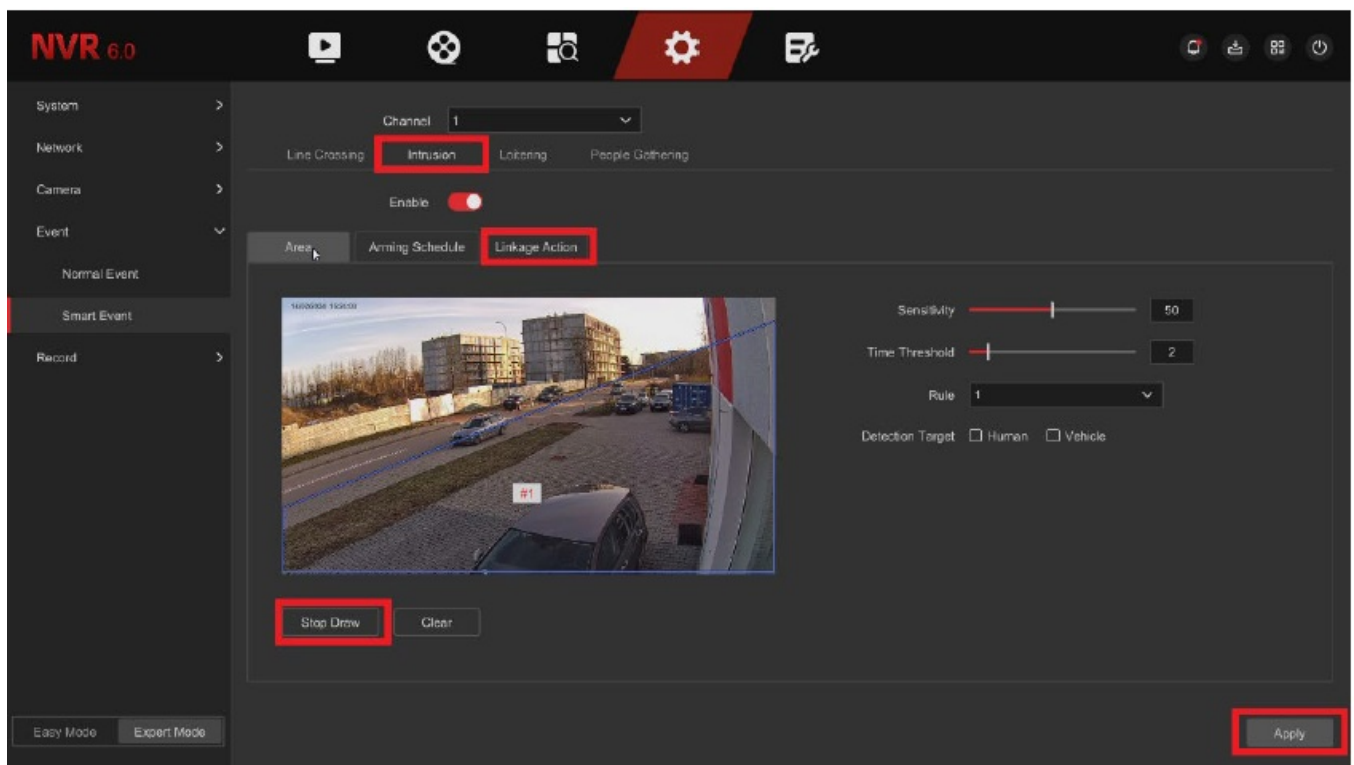 NVR 6.0
System
Network
Camera
Event
Normal Event
Smart Event
Record
Easy Mode Expert Mode
Channel 1
Line Crossing Intrusion Loitering People Gathering
Enable
Area Arming Schedule Linkage Action
#1
Stop Draw Clear
Sensitivity 50
Time Threshold 2
Rule 1
Detection Target Human Vehicle
Apply